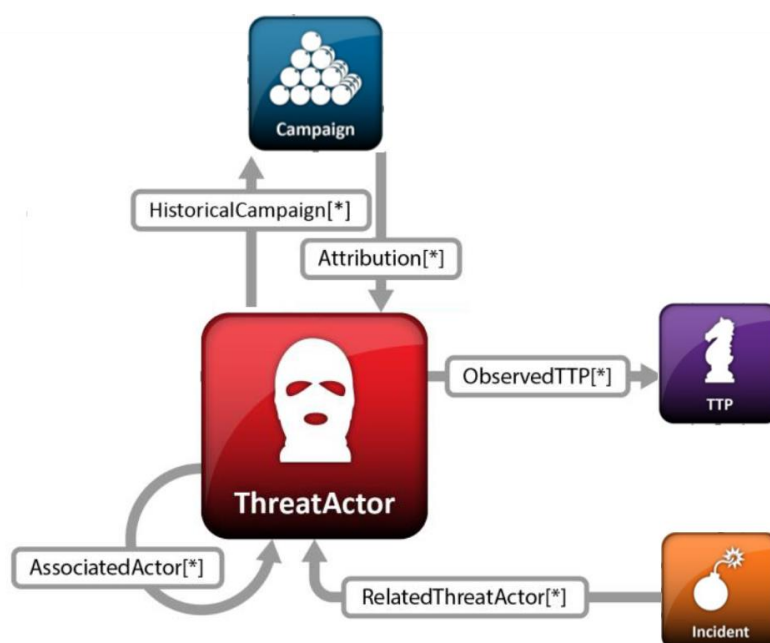 Campaign
HistoricalCampaign[*]
Attribution[*]
ObservedTTP[*]
TTP
ThreatActor
AssociatedActor[*]
RelatedThreatActor[*]
Incident